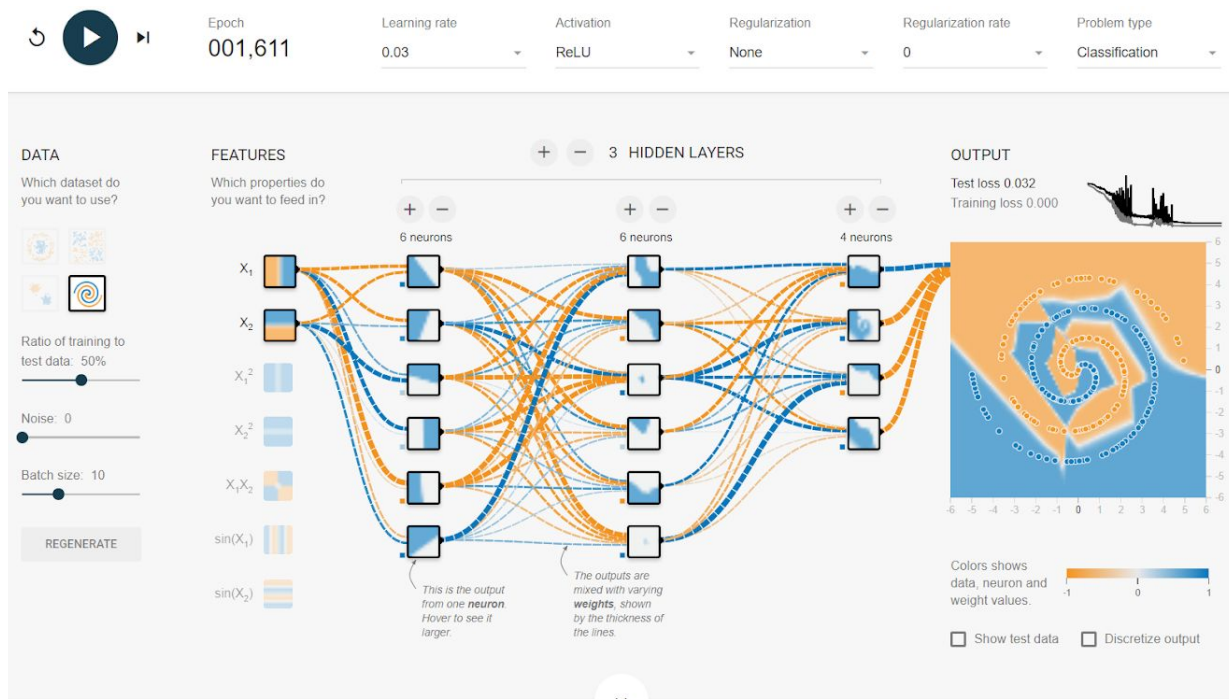 Epoch
001,611
Learning rate
0.03
Activation
ReLU
Regularization
None
Regularization rate
0
Problem type
Classification
DATA
Which dataset do
you want to use?
Ratio of training to
test data: 50%
Noise: 0
Batch size: 10
REGENERATE
FEATURES
Which properties do
you want to feed in?
X₁
X₂
X₁²
X₂²
X₁X₂
sin(X₁)
sin(X₂)
+ − 3 HIDDEN LAYERS
+ −
6 neurons
+ −
6 neurons
+ −
4 neurons
This is the output
from one neuron.
Hover to see it
larger.
The outputs are
mixed with varying
weights, shown
by the thickness of
the lines.
OUTPUT
Test loss 0.032
Training loss 0.000
6
5
4
3
2
1
0
-1
-2
-3
-4
-5
-6
-6 -5 -4 -3 -2 -1 0 1 2 3 4 5 6
Colors shows
data, neuron and
weight values.
-1 0 1
Show test data
Discretize output